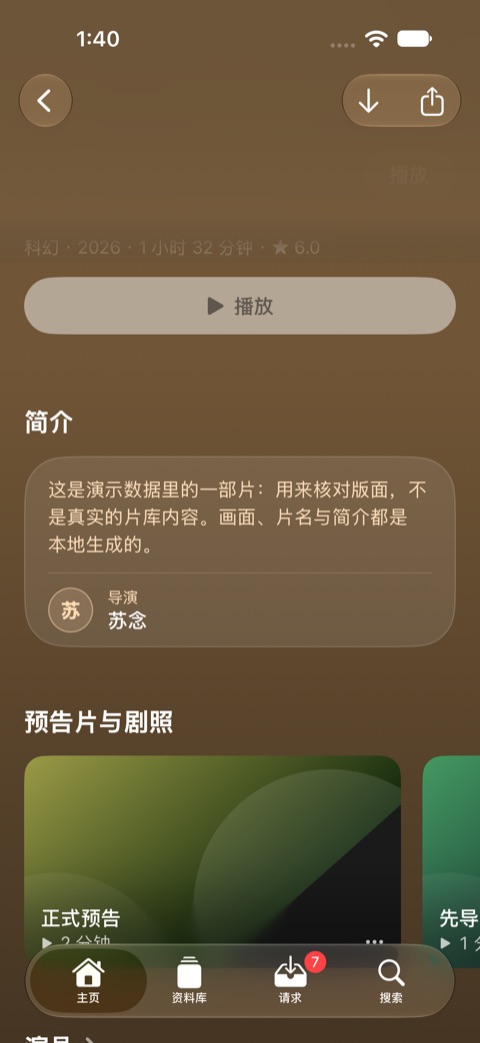 1:40
播放
科幻 · 2026 · 1 小时 32 分钟 · ★ 6.0
播放
简介
这是演示数据里的一部片：用来核对版面，不
是真实的片库内容。画面、片名与简介都是
本地生成的。
苏
导演
苏念
预告片与剧照
正式预告
先导
2 分钟
1 分
7
主页
资料库
请求
搜索
演员